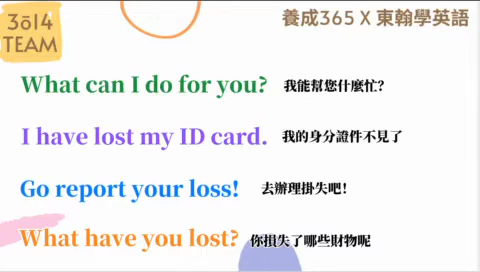 3ō14
TEAM
養成365 X 東翰學英語
What can I do for you? 我能幫您什麼忙?
I have lost my ID card. 我的身分證件不見了
Go report your loss! 去辦理掛失吧!
What have you lost? 你損失了哪些財物呢